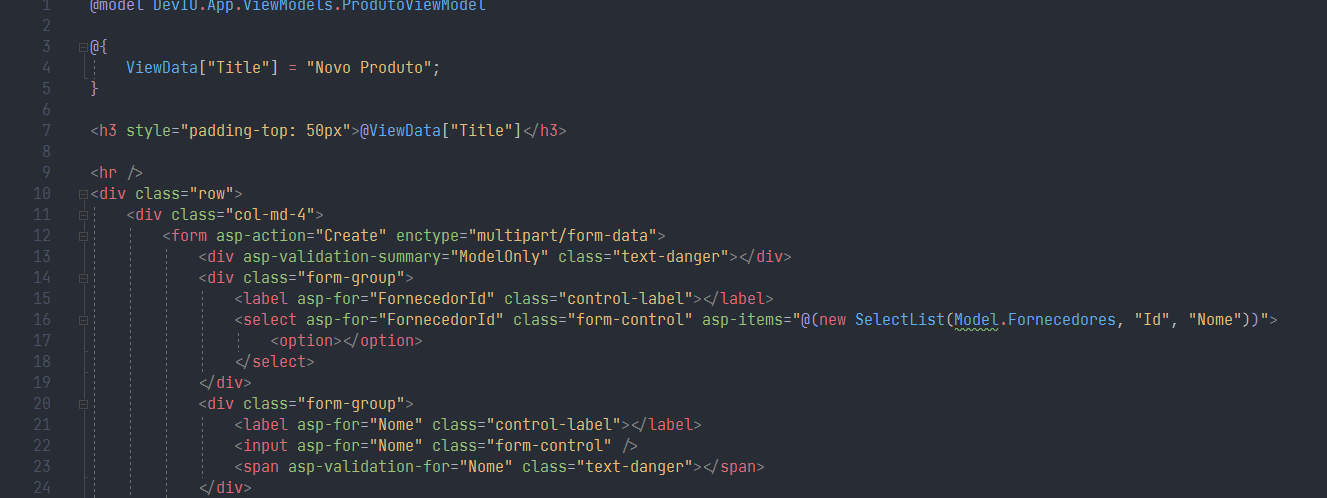 1 @model DevIO.App.ViewModels.ProdutoViewModel
2
3 @{
4 ViewData["Title"] = "Novo Produto";
5 }
6
7 <h3 style="padding-top: 50px">@ViewData["Title"]</h3>
8
9 <hr />
10 <div class="row">
11 <div class="col-md-4">
12 <form asp-action="Create" enctype="multipart/form-data">
13 <div asp-validation-summary="ModelOnly" class="text-danger"></div>
14 <div class="form-group">
15 <label asp-for="FornecedorId" class="control-label"></label>
16 <select asp-for="FornecedorId" class="form-control" asp-items="@(new SelectList(Model.Fornecedores, "Id", "Nome"))">
17 <option></option>
18 </select>
19 </div>
20 <div class="form-group">
21 <label asp-for="Nome" class="control-label"></label>
22 <input asp-for="Nome" class="form-control" />
23 <span asp-validation-for="Nome" class="text-danger"></span>
24 </div>